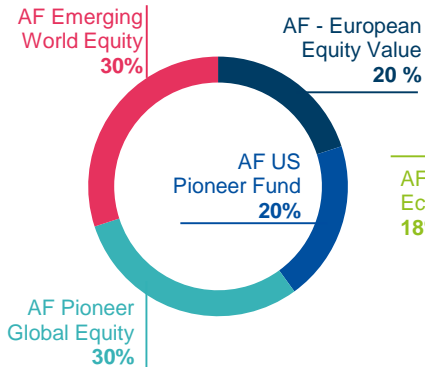 AF Emerging
World Equity
30%
AF - European
Equity Value
20 %
AF US
Pioneer Fund
20%
AF
AF Pioneer
Global Equity
30%